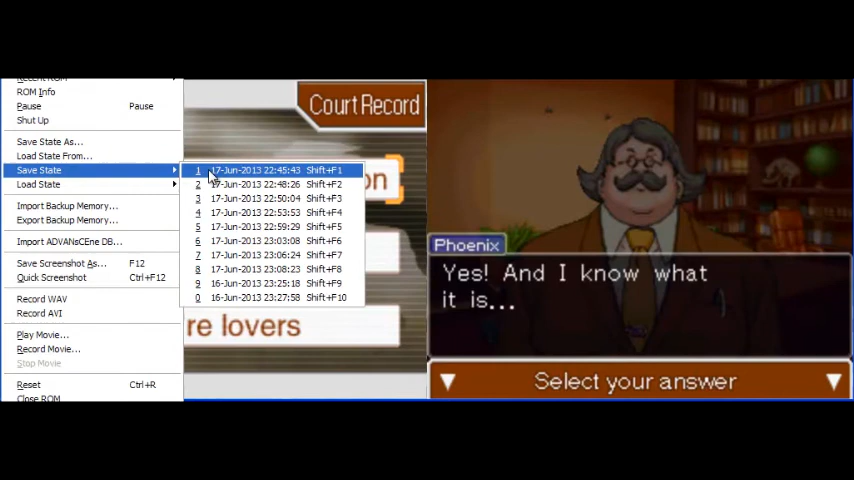 Recent ROM
ROM Info
Pause Pause
Shut Up
Save State As...
Load State From...
Save State
Load State
Import Backup Memory...
Export Backup Memory...
Import ADVANsCEne DB...
Save Screenshot As... F12
Quick Screenshot Ctrl+F12
Record WAV
Record AVI
Play Movie...
Record Movie...
Stop Movie
Reset Ctrl+R
Close ROM
1 17-Jun-2013 22:45:43 Shift+F1
2 17-Jun-2013 22:48:26 Shift+F2
3 17-Jun-2013 22:50:04 Shift+F3
4 17-Jun-2013 22:53:53 Shift+F4
5 17-Jun-2013 22:59:29 Shift+F5
6 17-Jun-2013 23:03:08 Shift+F6
7 17-Jun-2013 23:06:24 Shift+F7
8 17-Jun-2013 23:08:23 Shift+F8
9 16-Jun-2013 23:25:18 Shift+F9
0 16-Jun-2013 23:27:58 Shift+F10
Court Record
on
re lovers
Phoenix
Yes! And I know what
it is...
Select your answer